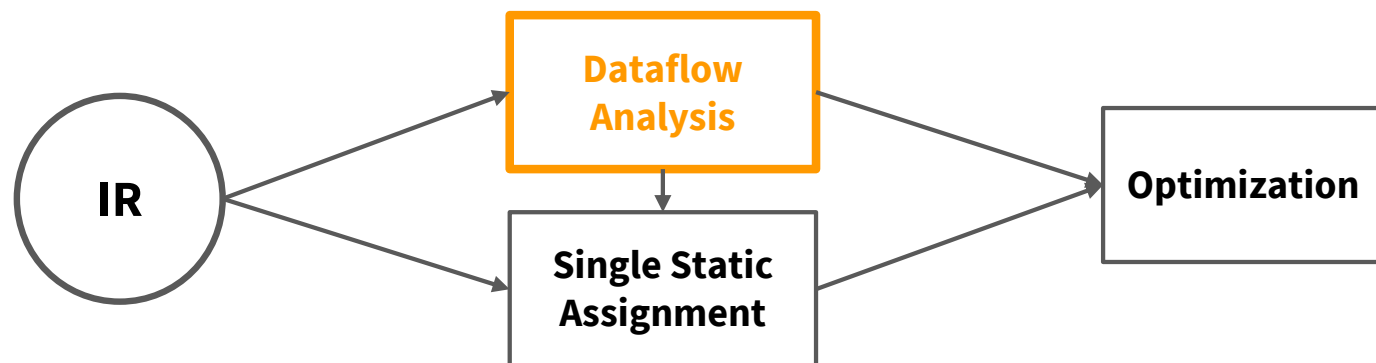 IR
Dataflow
Analysis
Single Static
Assignment
Optimization